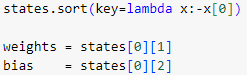 states.sort(key=lambda x:-x[0])
weights = states[0][1]
bias    = states[0][2]